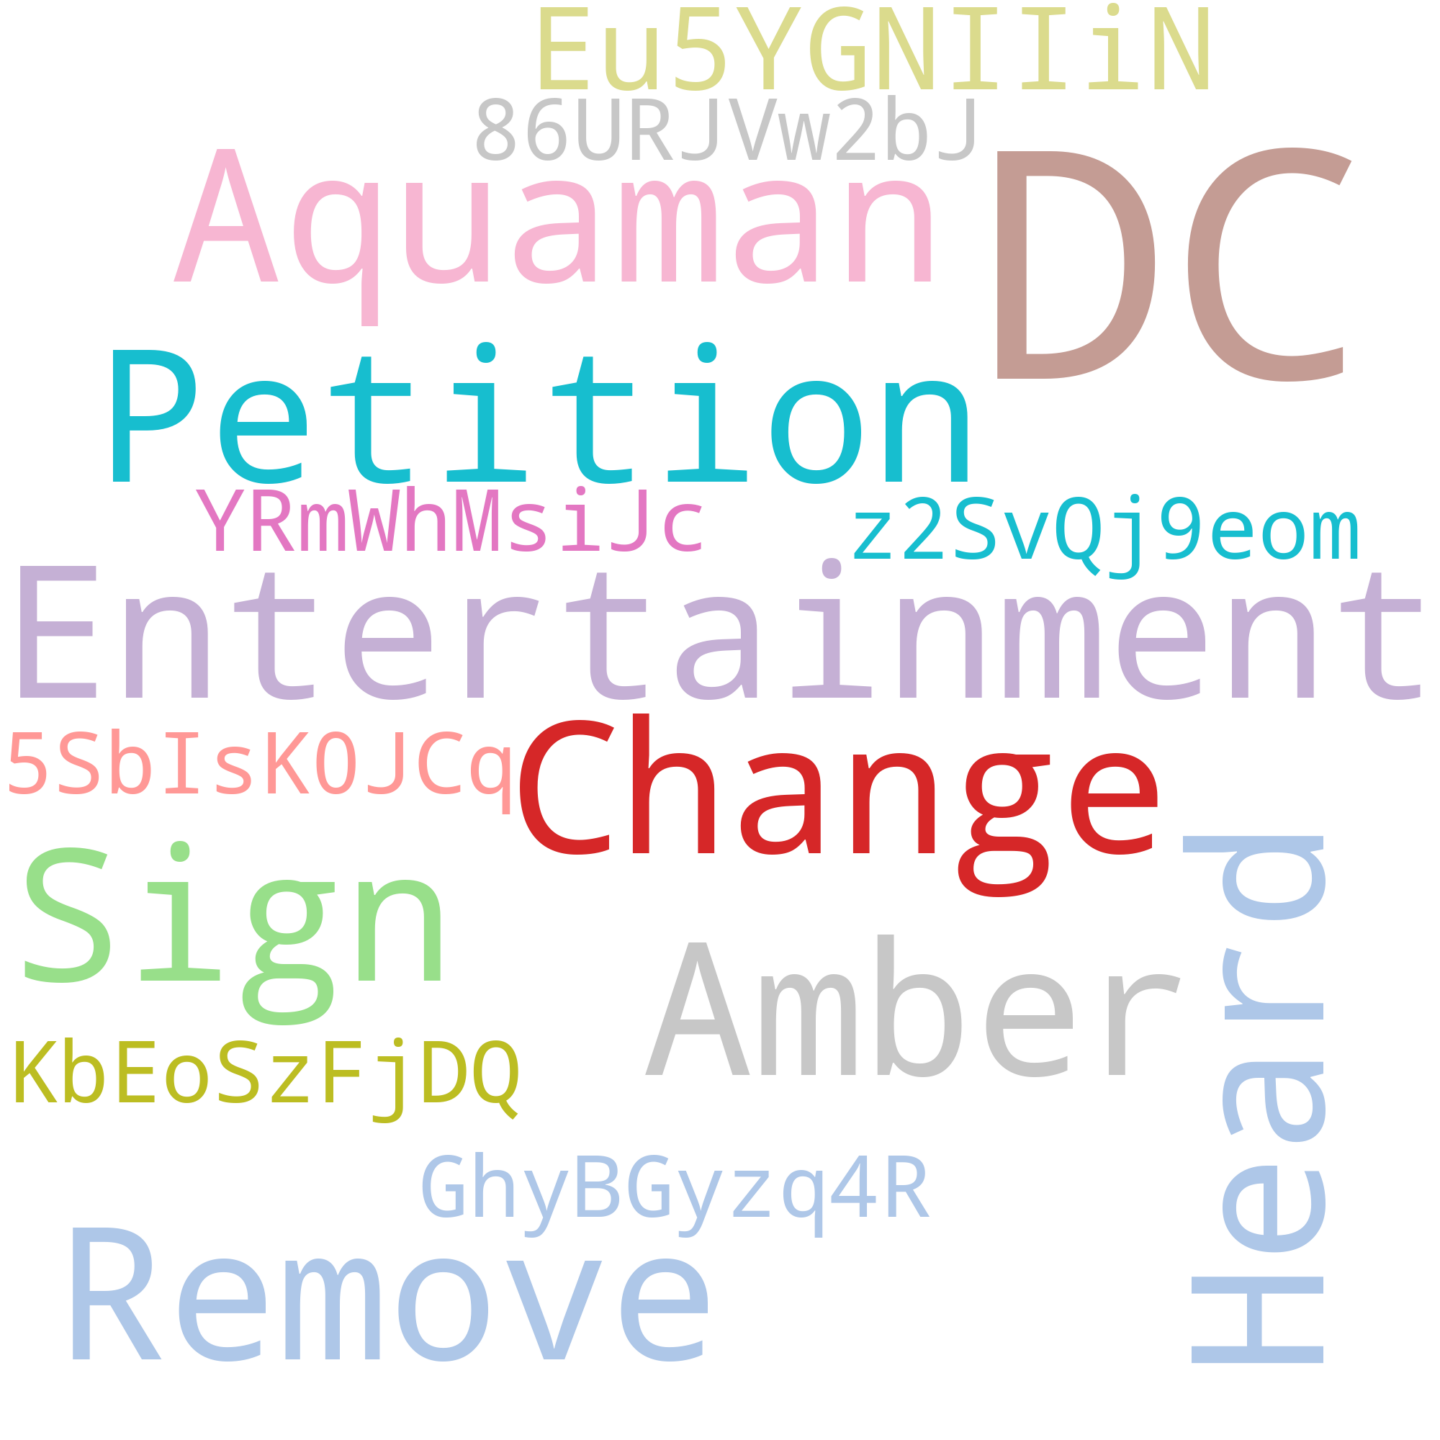 Eu5YGNIIiN
86URJVw2bJ
Aquaman
DC
Petition
YRmWhMsiJc
z2SvQj9eom
Entertainment
5SbIsK0JCq
Change
Sign
Heard
Amber
KbEoSzFjDQ
GhyBGyzq4R
Remove